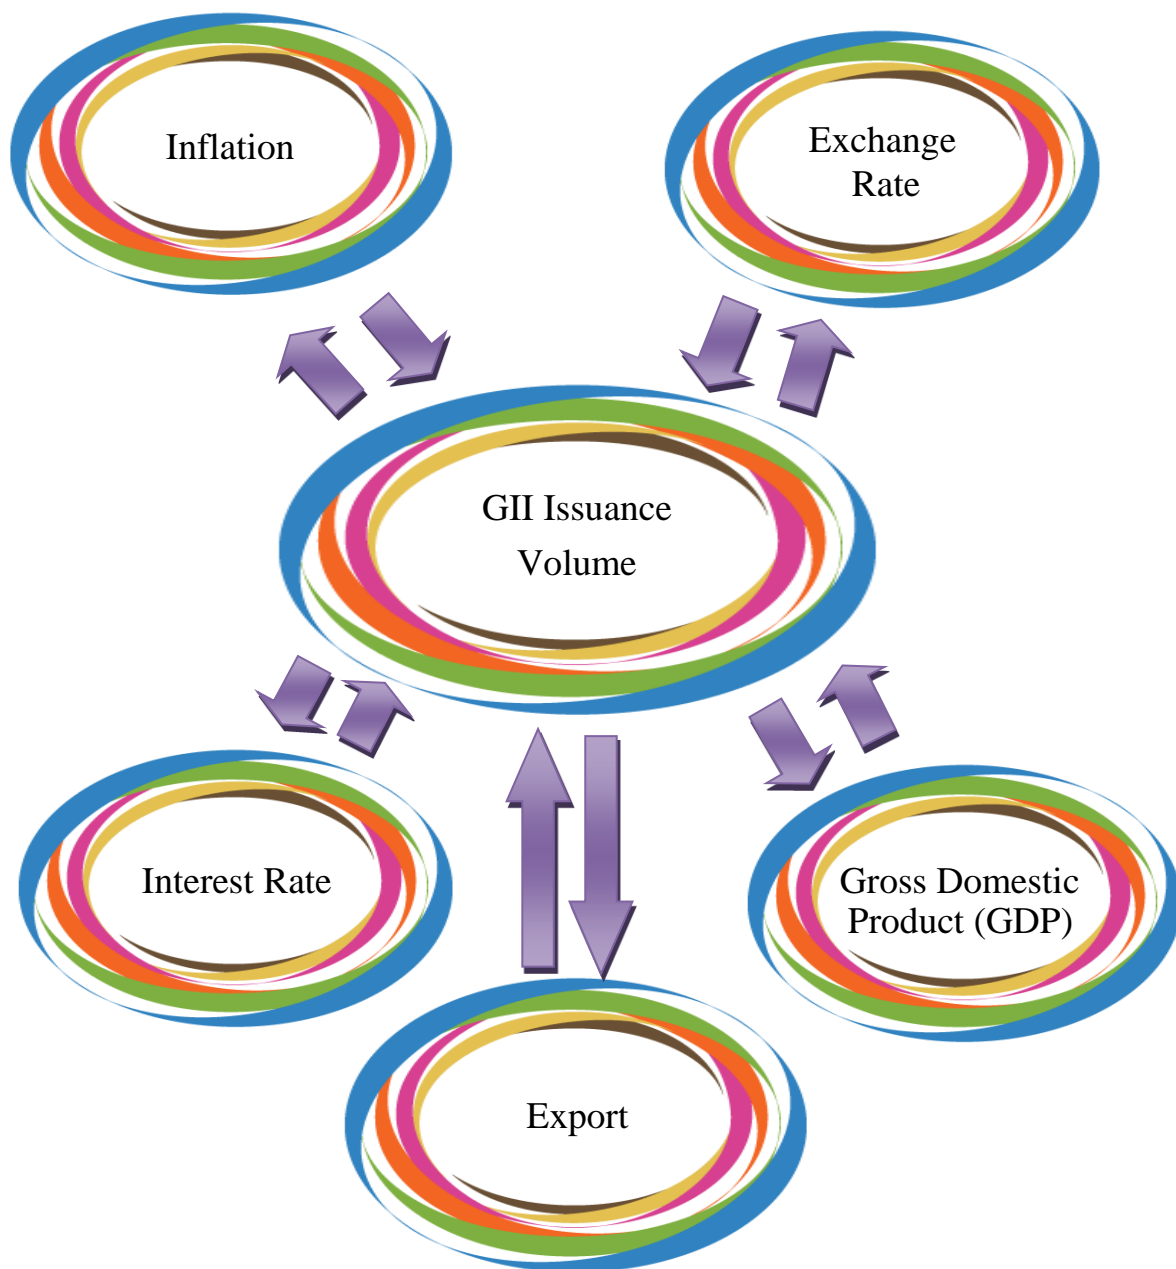 Inflation
Exchange
Rate
GII Issuance
Volume
Interest Rate
Gross Domestic
Product (GDP)
Export